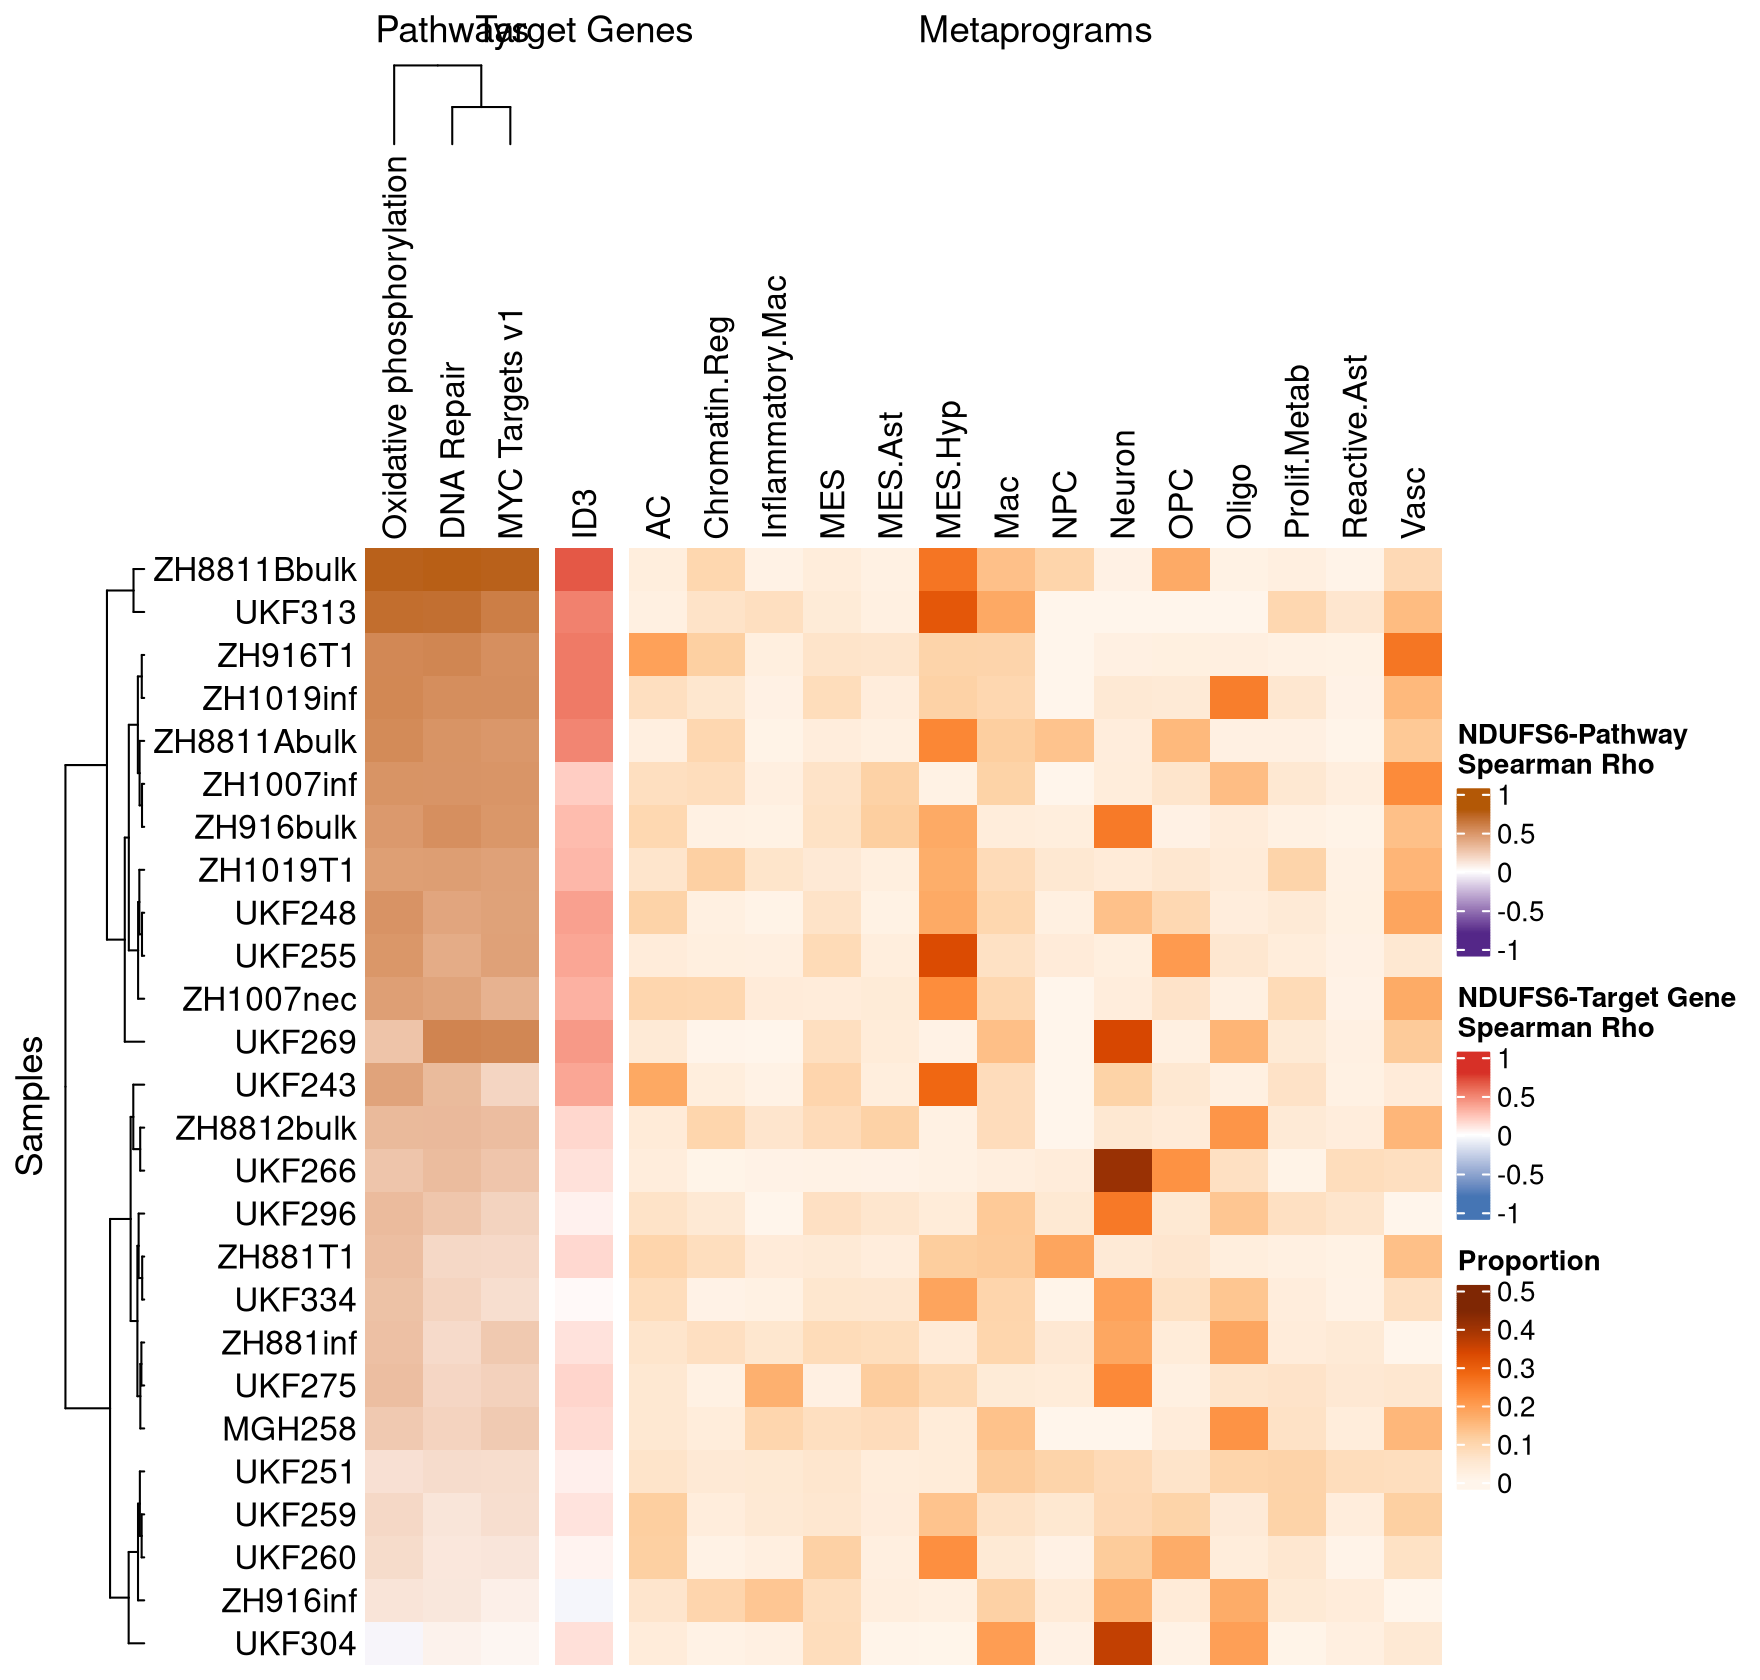 Pathways
Target Genes
Metaprograms
Oxidative phosphorylation
DNA Repair
MYC Targets v1
ID3
AC
Chromatin.Reg
Inflammatory.Mac
MES
MES.Ast
MES.Hyp
Mac
NPC
Neuron
OPC
Oligo
Prolif.Metab
Reactive.Ast
Vasc
Samples
ZH8811Bbulk
UKF313
ZH916T1
ZH1019inf
ZH8811Abulk
ZH1007inf
ZH916bulk
ZH1019T1
UKF248
UKF255
ZH1007nec
UKF269
UKF243
ZH8812bulk
UKF266
UKF296
ZH881T1
UKF334
ZH881inf
UKF275
MGH258
UKF251
UKF259
UKF260
ZH916inf
UKF304
NDUFS6-Pathway
Spearman Rho
1
0.5
0
-0.5
-1
NDUFS6-Target Gene
Spearman Rho
1
0.5
0
-0.5
-1
Proportion
0.5
0.4
0.3
0.2
0.1
0